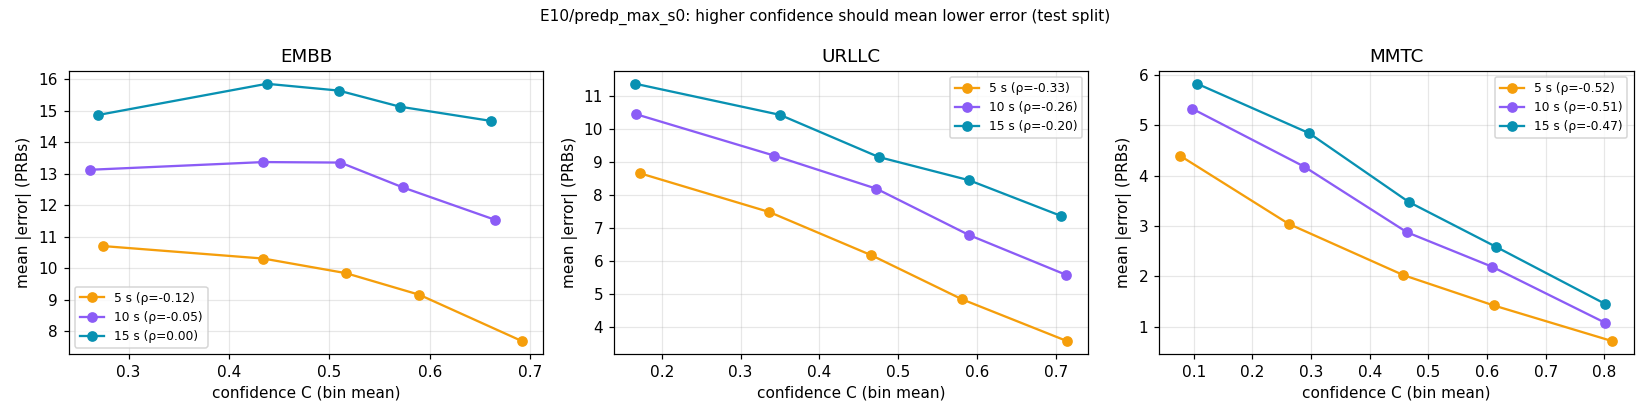 E10/predp_max_s0: higher confidence should mean lower error (test split)
EMBB
mean |error| (PRBs)
16
15
14
13
12
11
10
9
8
5 s (ρ=-0.12)
10 s (ρ=-0.05)
15 s (ρ=0.00)
0.3 0.4 0.5 0.6 0.7
confidence C (bin mean)
URLLC
mean |error| (PRBs)
11
10
9
8
7
6
5
4
5 s (ρ=-0.33)
10 s (ρ=-0.26)
15 s (ρ=-0.20)
0.2 0.3 0.4 0.5 0.6 0.7
confidence C (bin mean)
MMTC
mean |error| (PRBs)
6
5
4
3
2
1
5 s (ρ=-0.52)
10 s (ρ=-0.51)
15 s (ρ=-0.47)
0.1 0.2 0.3 0.4 0.5 0.6 0.7 0.8
confidence C (bin mean)